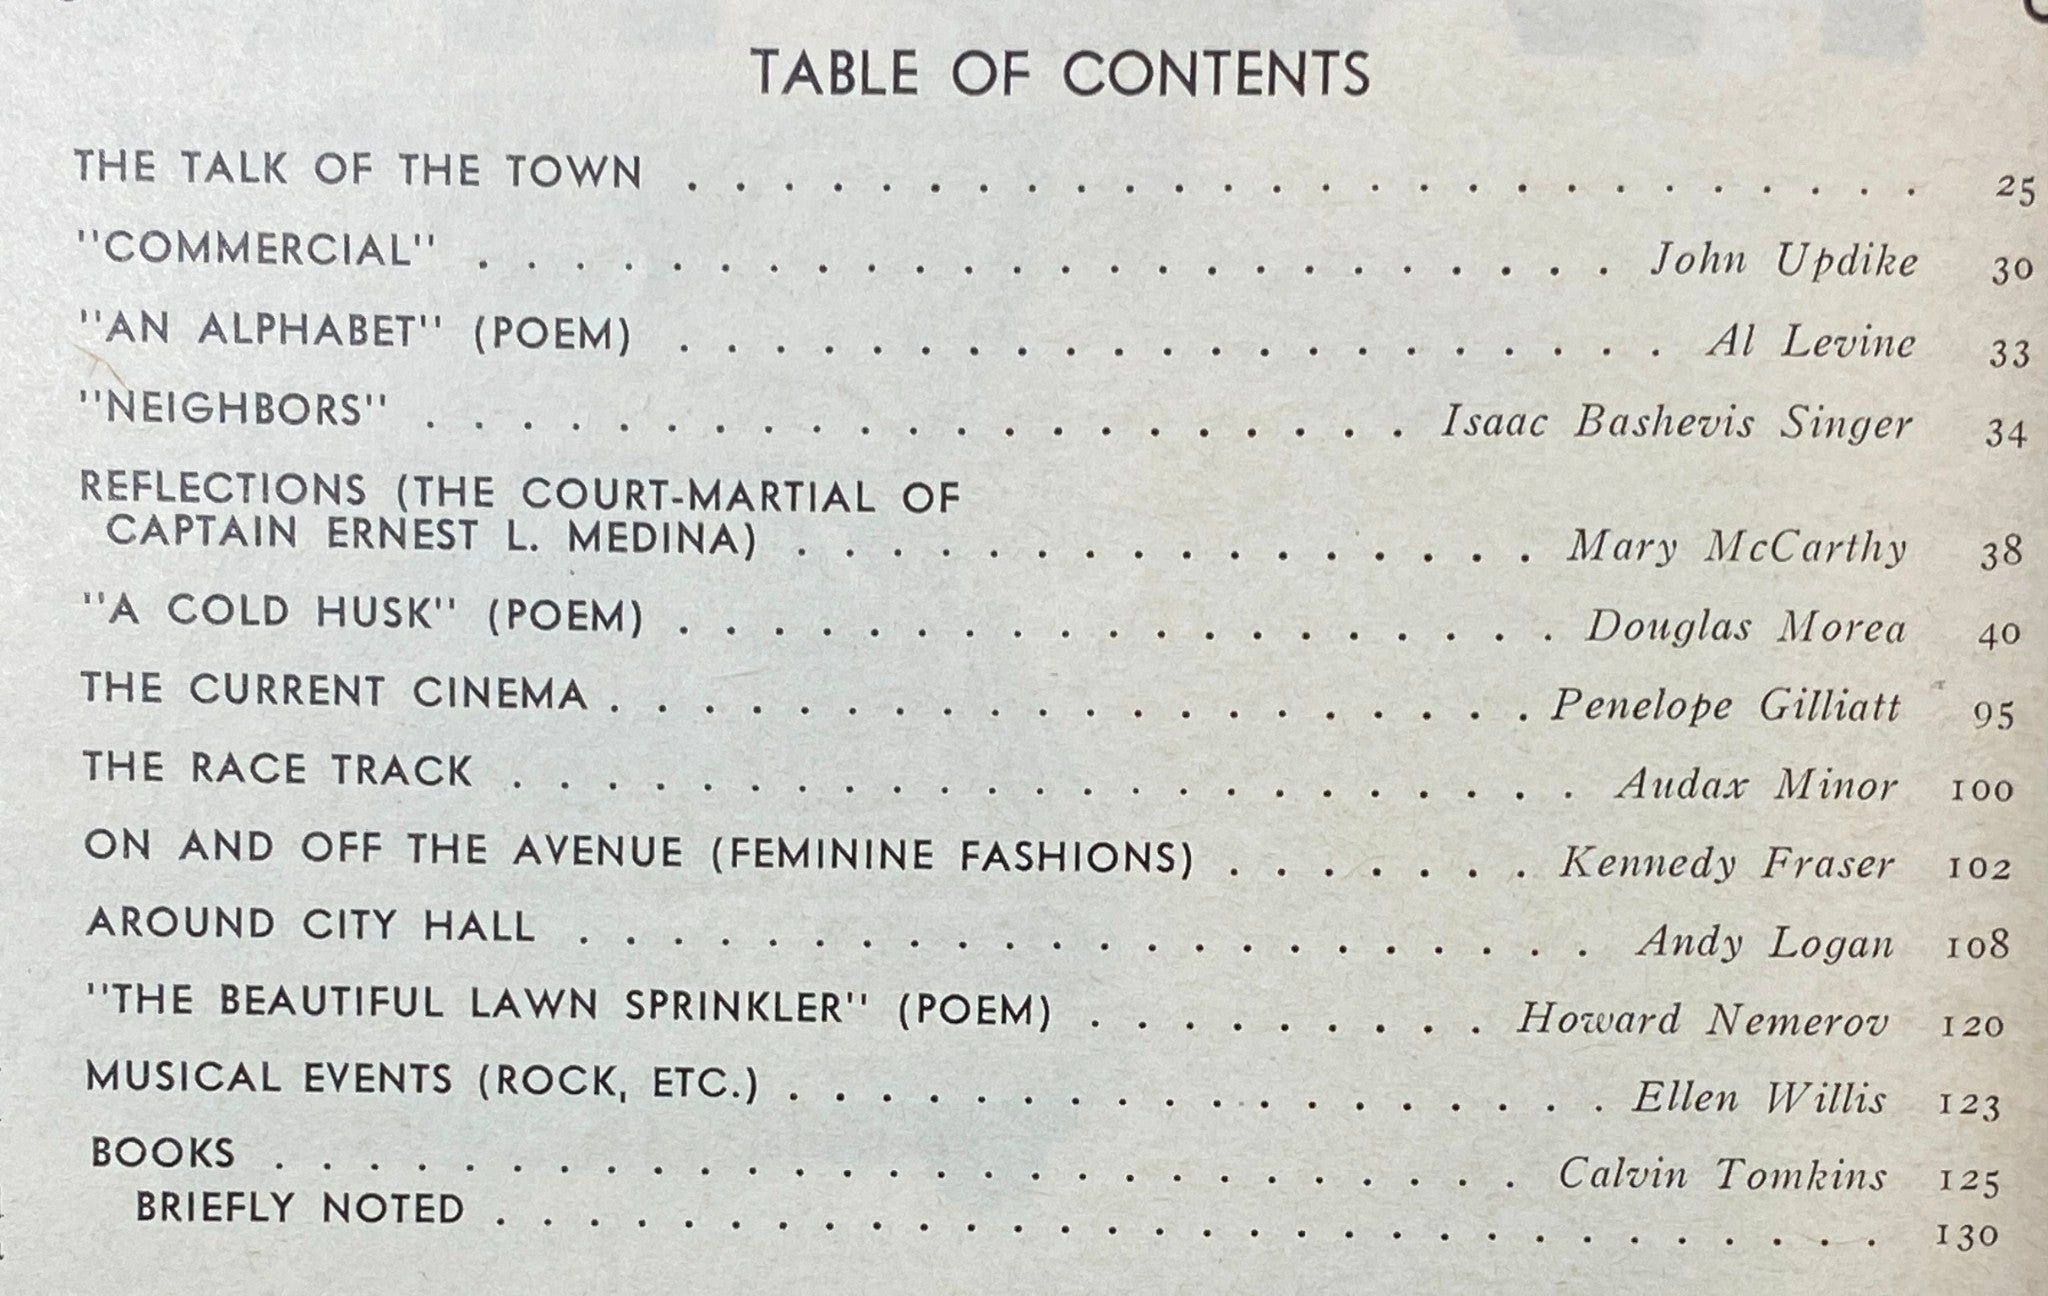 TABLE OF CONTENTS
THE TALK OF THE TOWN . . . . . . . . . . . . . . . . . . . . . . . . . . 25
"COMMERCIAL" . . . . . . . . . . . . . . . . . . . . . . . . John Updike 30
"AN ALPHABET" (POEM) . . . . . . . . . . . . . . . . . . . . . Al Levine 33
"NEIGHBORS" . . . . . . . . . . . . . . . . . . . . . Isaac Bashevis Singer 34
REFLECTIONS (THE COURT-MARTIAL OF
CAPTAIN ERNEST L. MEDINA) . . . . . . . . . . . . . . . . Mary McCarthy 38
"A COLD HUSK" (POEM) . . . . . . . . . . . . . . . . . . . Douglas Morea 40
THE CURRENT CINEMA . . . . . . . . . . . . . . . . . . . . Penelope Gilliatt 95
THE RACE TRACK . . . . . . . . . . . . . . . . . . . . . . . Audax Minor 100
ON AND OFF THE AVENUE (FEMININE FASHIONS) . . . . . . . Kennedy Fraser 102
AROUND CITY HALL . . . . . . . . . . . . . . . . . . . . . . Andy Logan 108
"THE BEAUTIFUL LAWN SPRINKLER" (POEM) . . . . . . . . . Howard Nemerov 120
MUSICAL EVENTS (ROCK, ETC.) . . . . . . . . . . . . . . . . . . Ellen Willis 123
BOOKS . . . . . . . . . . . . . . . . . . . . . . . . . . . Calvin Tomkins 125
BRIEFLY NOTED . . . . . . . . . . . . . . . . . . . . . . . . . . . . . . 130